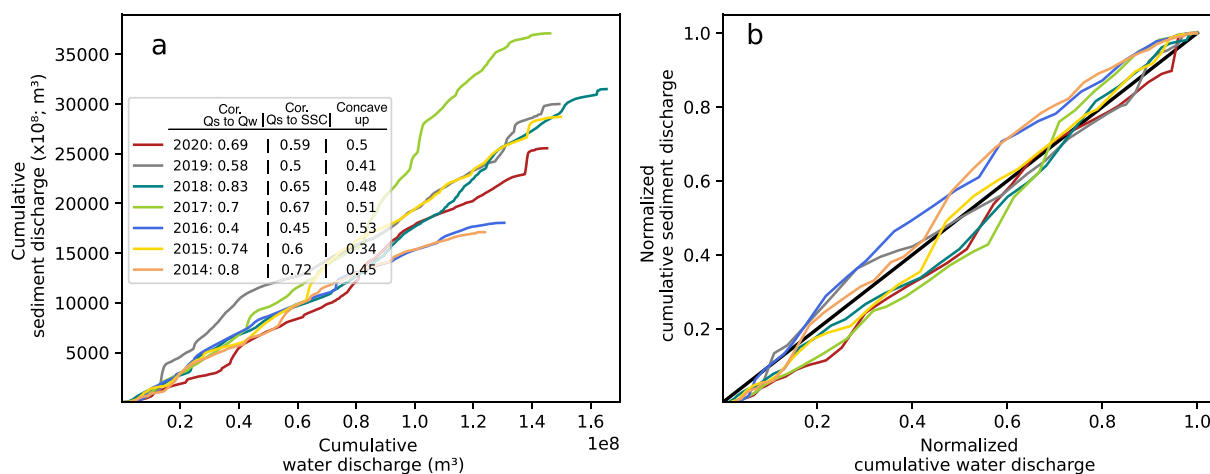 a
Cumulative
sediment discharge (x10⁸; m³)
35000
30000
25000
20000
15000
10000
5000
Cor. Cor. Concave
Qs to Qw |Qs to SSC| up
2020: 0.69 | 0.59 | 0.5
2019: 0.58 | 0.5 | 0.41
2018: 0.83 | 0.65 | 0.48
2017: 0.7 | 0.67 | 0.51
2016: 0.4 | 0.45 | 0.53
2015: 0.74 | 0.6 | 0.34
2014: 0.8 | 0.72 | 0.45
0.2 0.4 0.6 0.8 1.0 1.2 1.4 1.6
1e8
Cumulative
water discharge (m³)
b
Normalized
cumulative sediment discharge
1.0
0.8
0.6
0.4
0.2
0.2 0.4 0.6 0.8 1.0
Normalized
cumulative water discharge